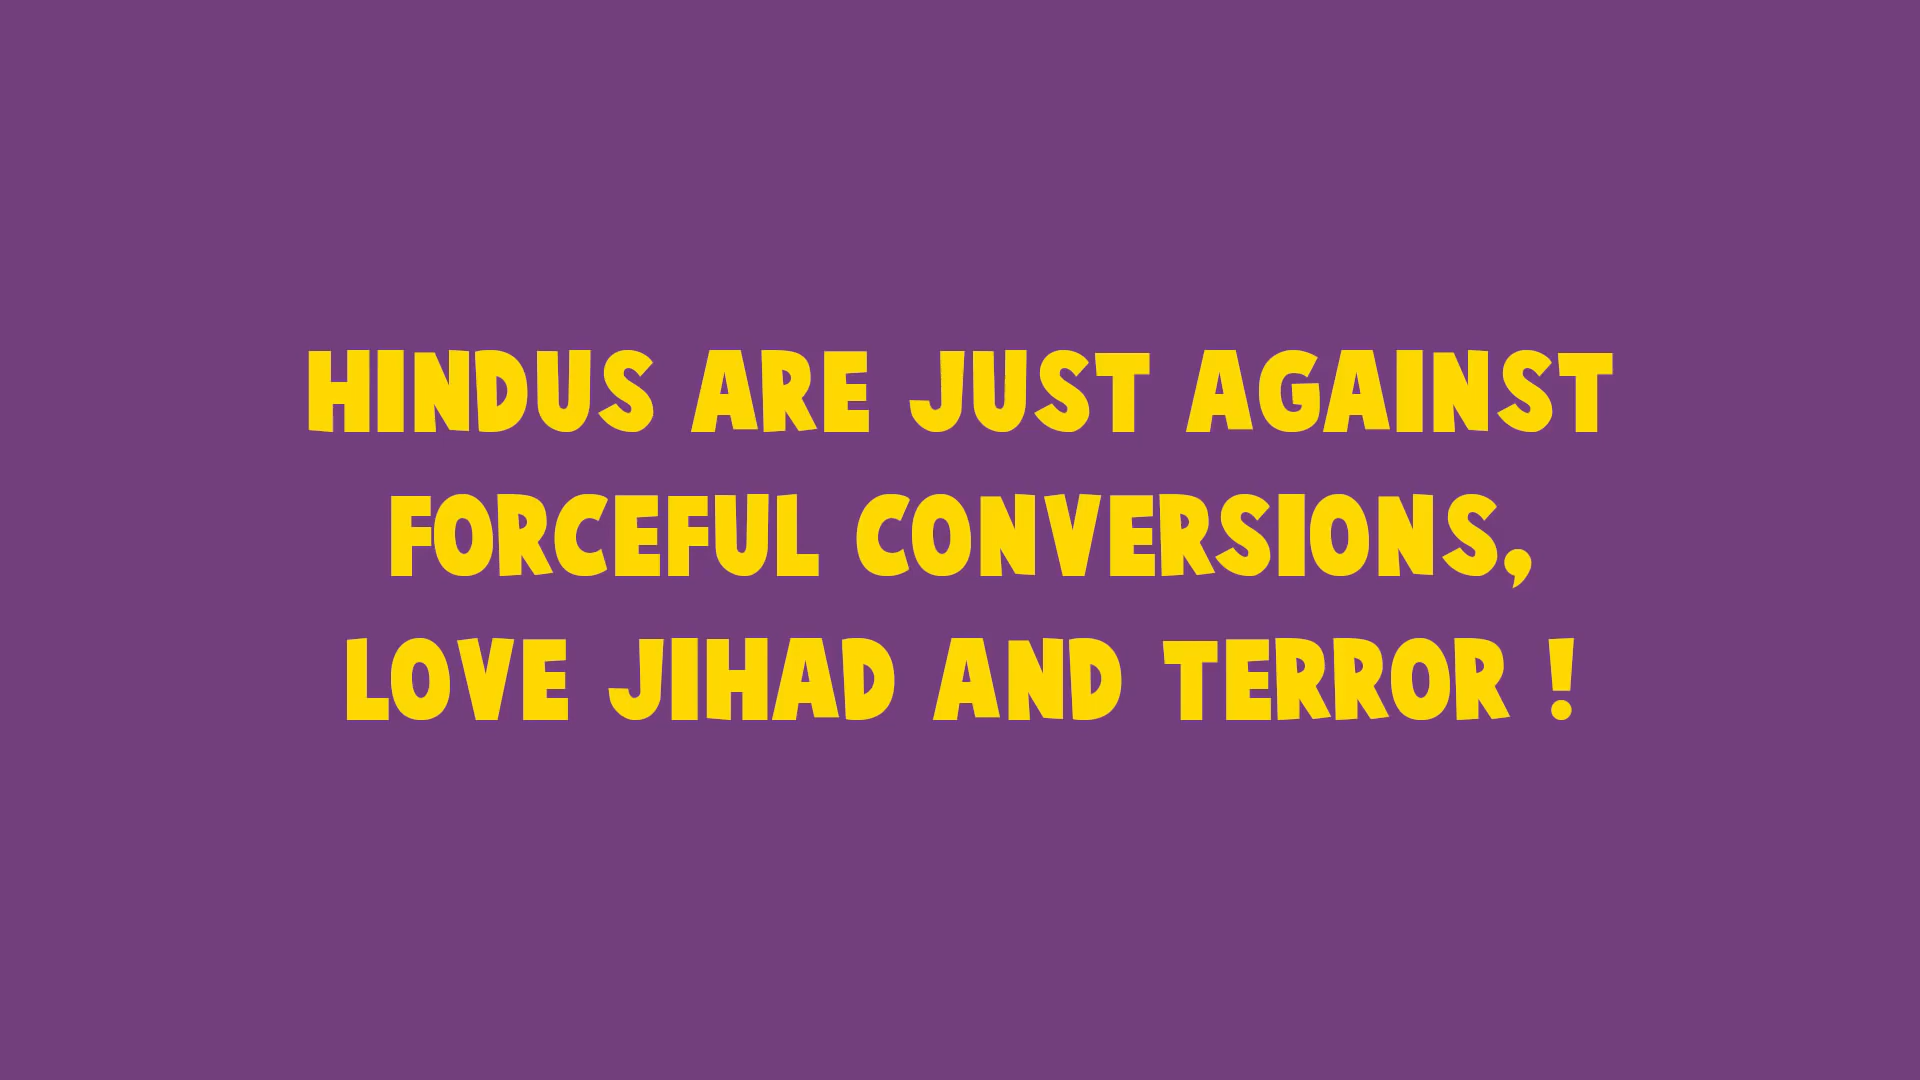 HINDUS ARE JUST AGAINST
FORCEFUL CONVERSIONS,
LOVE JIHAD AND TERROR !